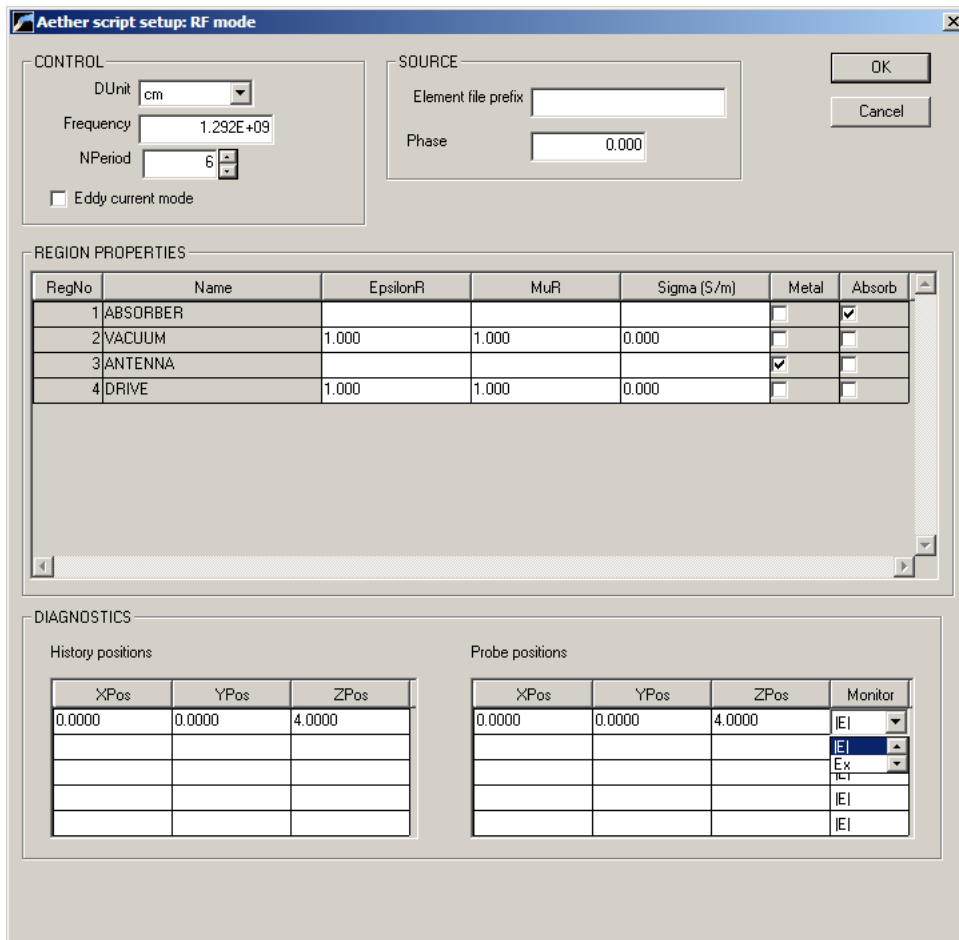 Aether script setup: RF mode
CONTROL
DUnit cm
Frequency 1.292E+09
NPeriod 6
Eddy current mode
SOURCE
Element file prefix
Phase 0.000
OK
Cancel
REGION PROPERTIES
RegNo Name EpsilonR MuR Sigma (S/m) Metal Absorb
1 ABSORBER
2 VACUUM 1.000 1.000 0.000
3 ANTENNA
4 DRIVE 1.000 1.000 0.000
DIAGNOSTICS
History positions
XPos YPos ZPos
0.0000 0.0000 4.0000
Probe positions
XPos YPos ZPos Monitor
0.0000 0.0000 4.0000 |E|
|E|
Ex
|E|
|E|
|E|